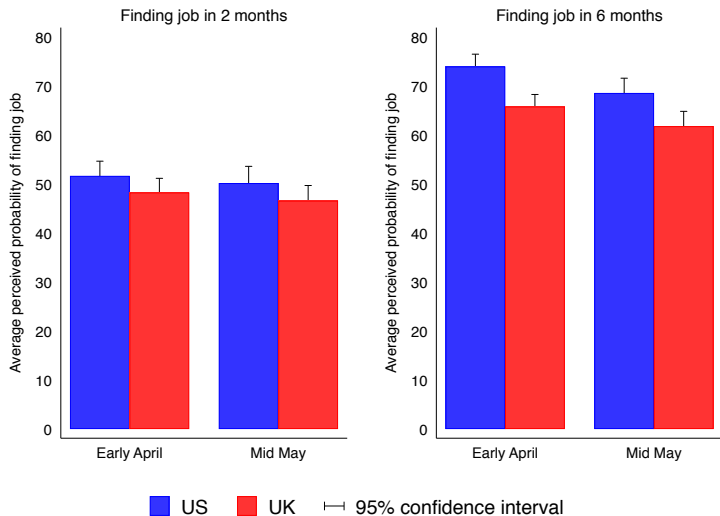 Finding job in 2 months
Average perceived probability of finding job
80
70
60
50
40
30
20
10
0
Early April
Mid May
Finding job in 6 months
Average perceived probability of finding job
80
70
60
50
40
30
20
10
0
Early April
Mid May
US
UK
95% confidence interval